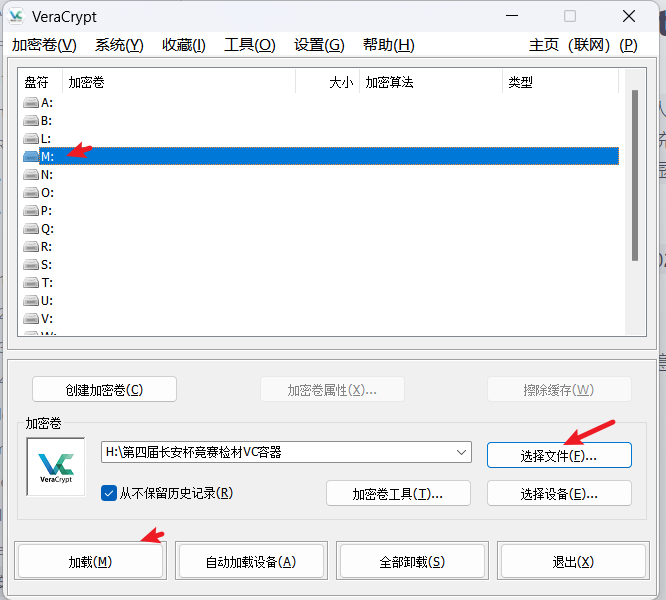 VeraCrypt
加密卷(V) 系统(Y) 收藏(I) 工具(O) 设置(G) 帮助(H) 主页（联网）(P)
盘符 加密卷 大小 加密算法 类型
A:
B:
L:
M:
N:
O:
P:
Q:
R:
S:
T:
U:
V:
创建加密卷(C) 加密卷属性(X)... 擦除缓存(W)
加密卷
H:\第四届长安杯竞赛检材VC容器 选择文件(F)...
VeraCrypt
从不保留历史记录(R) 加密卷工具(T)... 选择设备(E)...
加载(M) 自动加载设备(A) 全部卸载(S) 退出(X)